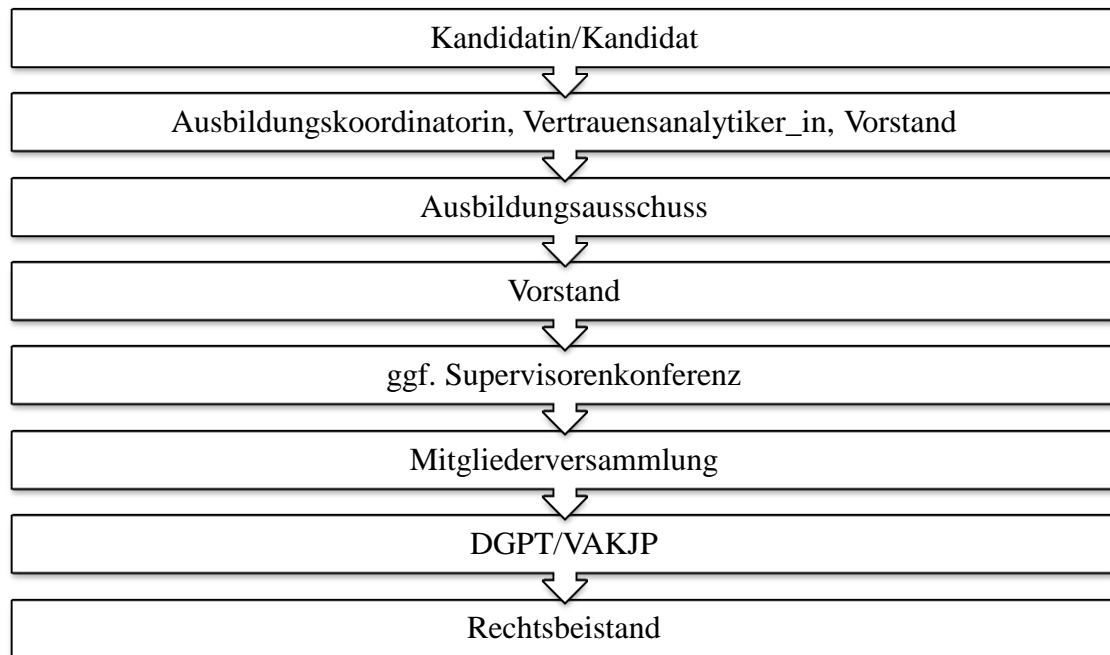 Kandidatin/Kandidat
Ausbildungskoordinatorin, Vertrauensanalytiker_in, Vorstand
Ausbildungsausschuss
Vorstand
ggf. Supervisorenkonferenz
Mitgliederversammlung
DGPT/VAKJP
Rechtsbeistand